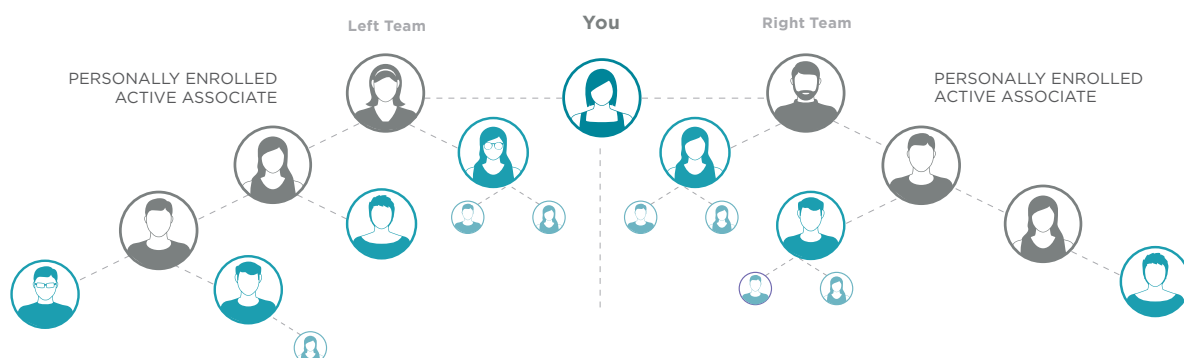 Left Team
You
Right Team
PERSONALLY ENROLLED
ACTIVE ASSOCIATE
PERSONALLY ENROLLED
ACTIVE ASSOCIATE